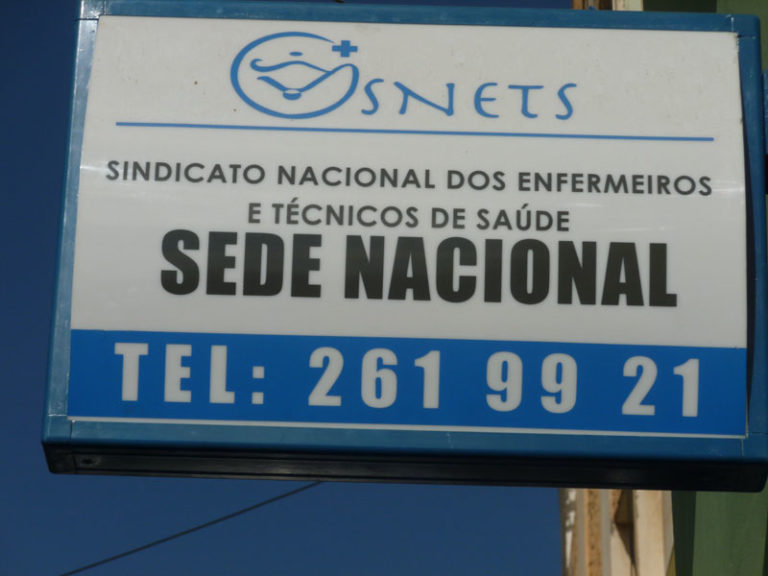 SNETS
SINDICATO NACIONAL DOS ENFERMEIROS
E TÉCNICOS DE SAÚDE
SEDE NACIONAL
TEL: 261 99 21